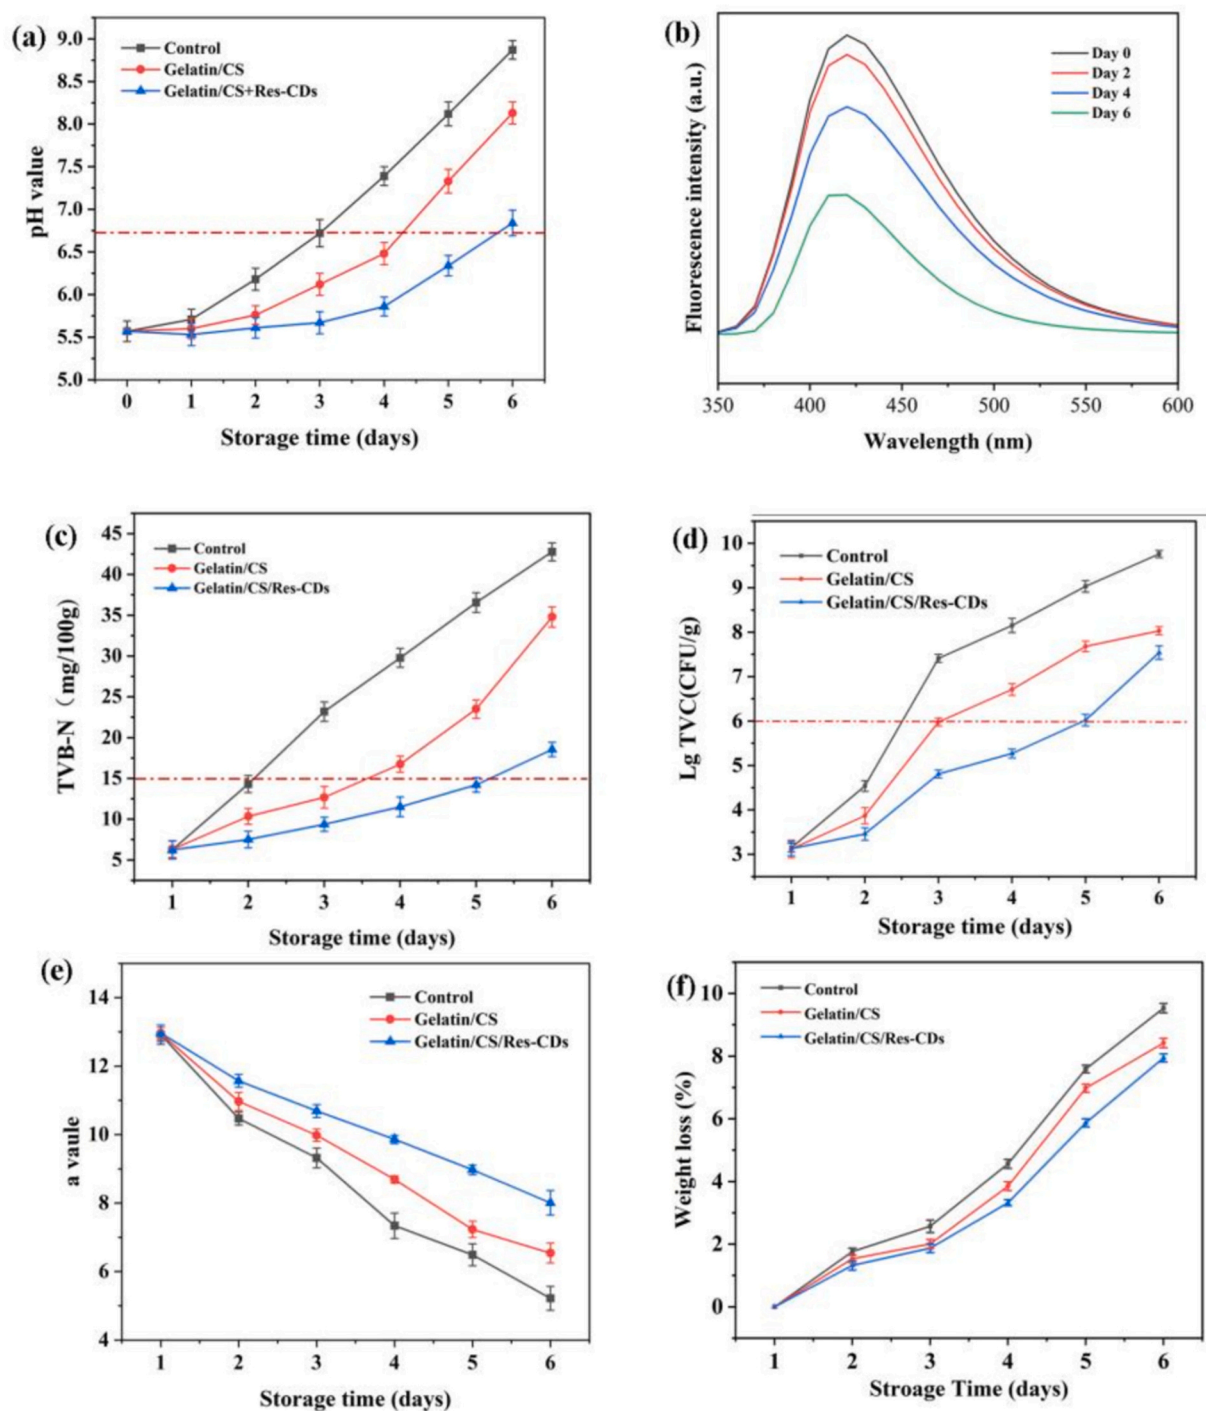 (a)
9.0
8.5
8.0
7.5
7.0
6.5
6.0
5.5
5.0
pH value
Control
Gelatin/CS
Gelatin/CS+Res-CDs
0 1 2 3 4 5 6
Storage time (days)
(b)
Fluorescence intensity (a.u.)
Day 0
Day 2
Day 4
Day 6
350 400 450 500 550 600
Wavelength (nm)
(c)
45
40
35
30
25
20
15
10
5
TVB-N（mg/100g)
Control
Gelatin/CS
Gelatin/CS/Res-CDs
1 2 3 4 5 6
Storage time (days)
(d)
10
9
8
7
6
5
4
3
Lg TVC(CFU/g)
Control
Gelatin/CS
Gelatin/CS/Res-CDs
1 2 3 4 5 6
Storage time (days)
(e)
14
12
10
8
6
4
a vaule
Control
Gelatin/CS
Gelatin/CS/Res-CDs
1 2 3 4 5 6
Storage time (days)
(f)
10
8
6
4
2
0
Weight loss (%)
Control
Gelatin/CS
Gelatin/CS/Res-CDs
1 2 3 4 5 6
Stroage Time (days)